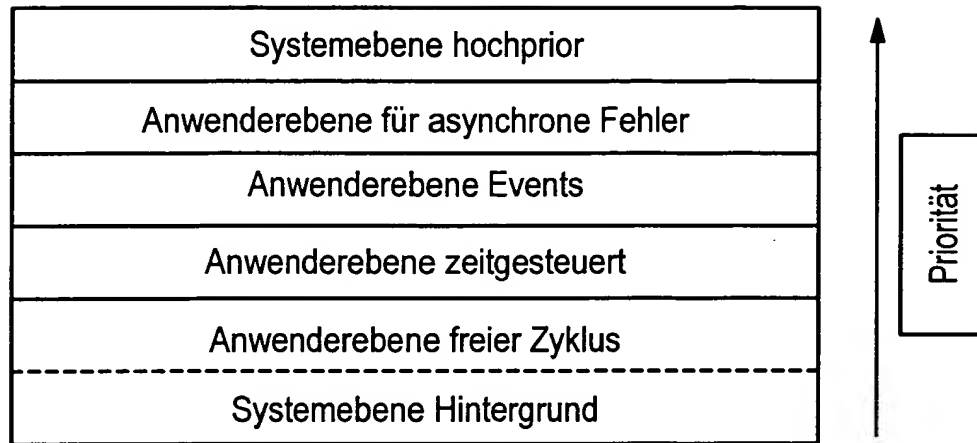 Systemebene hochprior
Anwenderebene für asynchrone Fehler
Anwenderebene Events
Anwenderebene zeitgesteuert
Anwenderebene freier Zyklus
Systemebene Hintergrund
Priorität